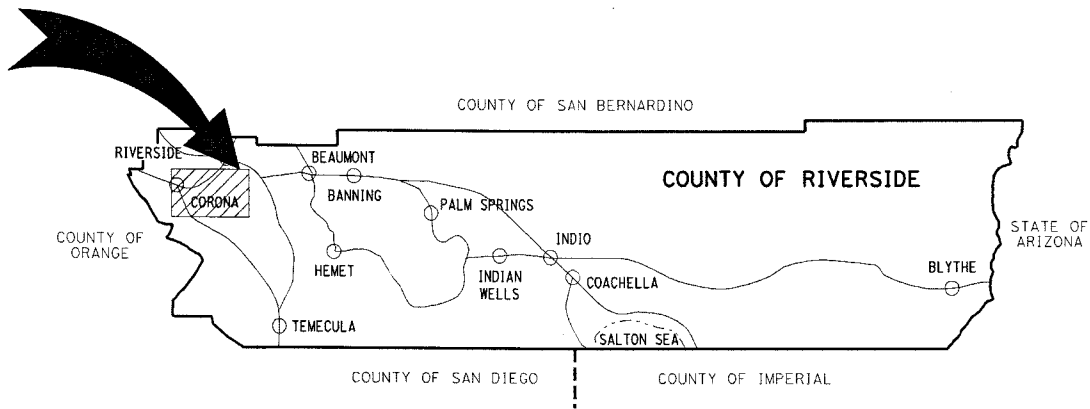 COUNTY OF SAN BERNARDINO
RIVERSIDE
BEAUMONT
BANNING
COUNTY OF RIVERSIDE
CORONA
PALM SPRINGS
COUNTY OF
ORANGE
STATE OF
ARIZONA
HEMET
INDIO
INDIAN
WELLS
COACHELLA
BLYTHE
TEMECULA
SALTON SEA
COUNTY OF SAN DIEGO
COUNTY OF IMPERIAL